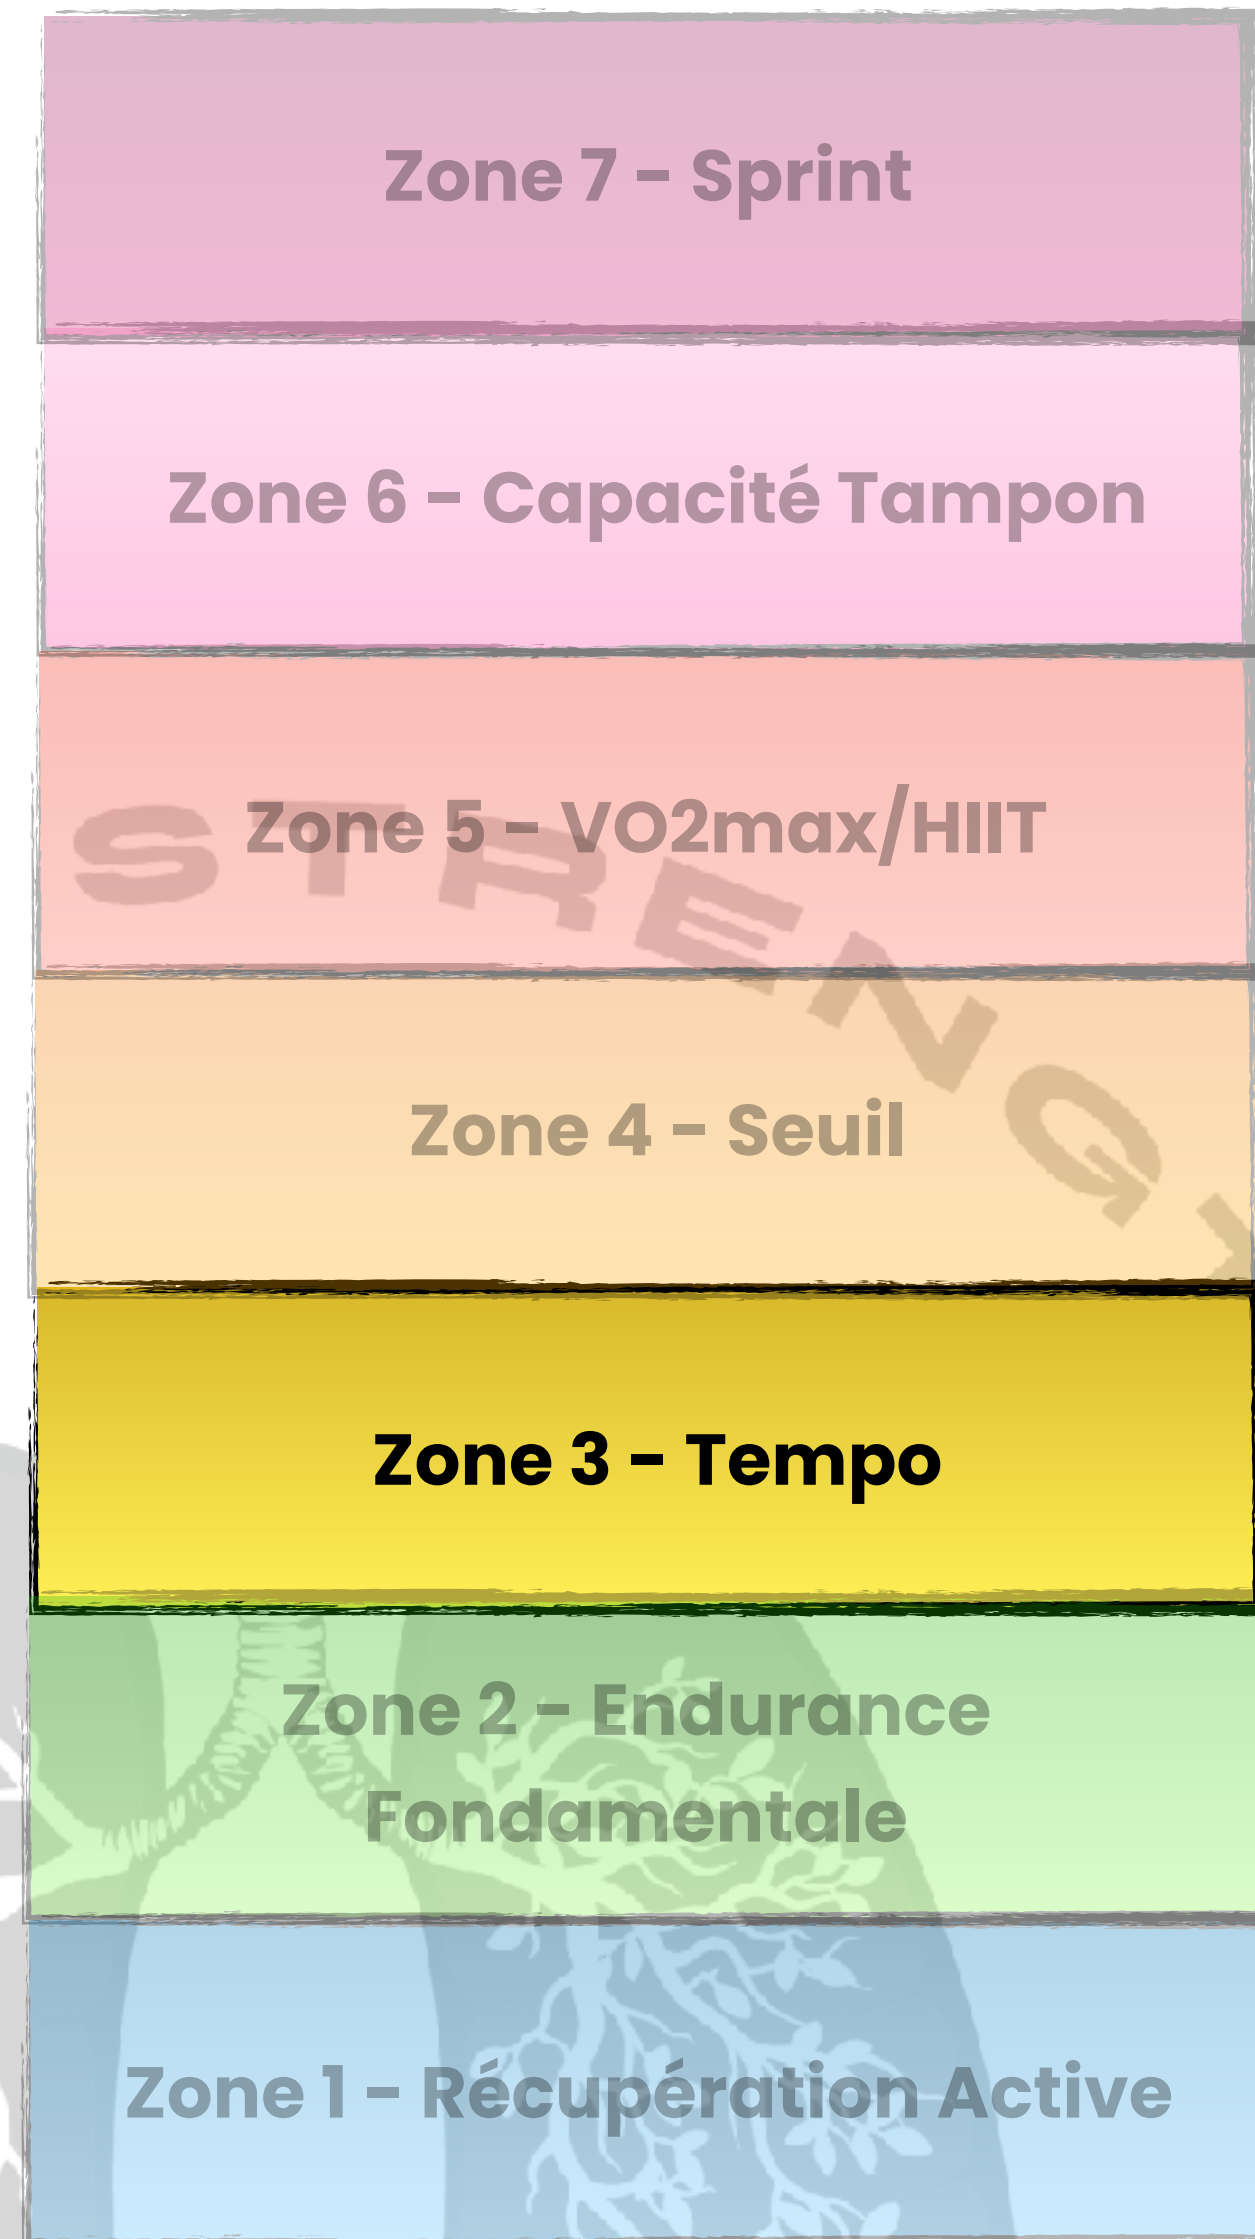 Zone 7 - Sprint
Zone 6 - Capacité Tampon
Zone 5 - VO2max/HIIT
STRENG
Zone 4 - Seuil
Zone 3 - Tempo
Zone 2 - Endurance
Fondamentale
Zone 1 - Récupération Active